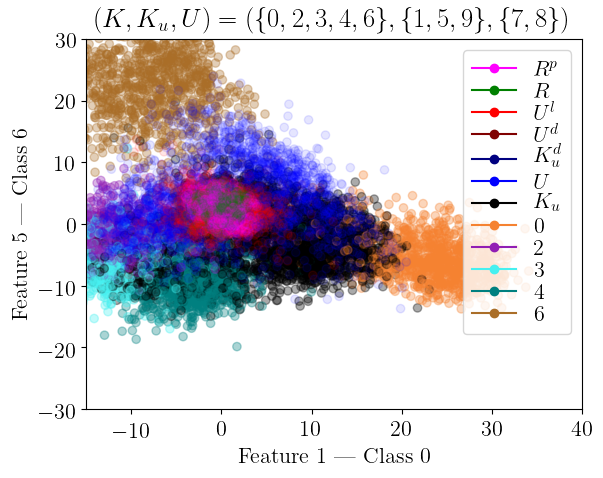 (K, K_u, U) = ({0, 2, 3, 4, 6}, {1, 5, 9}, {7, 8})
30
20
10
0
−10
−20
−30
Feature 5 — Class 6
R^p
R
U^l
U^d
K_u^d
U
K_u
0
2
3
4
6
−10
0
10
20
30
40
Feature 1 — Class 0